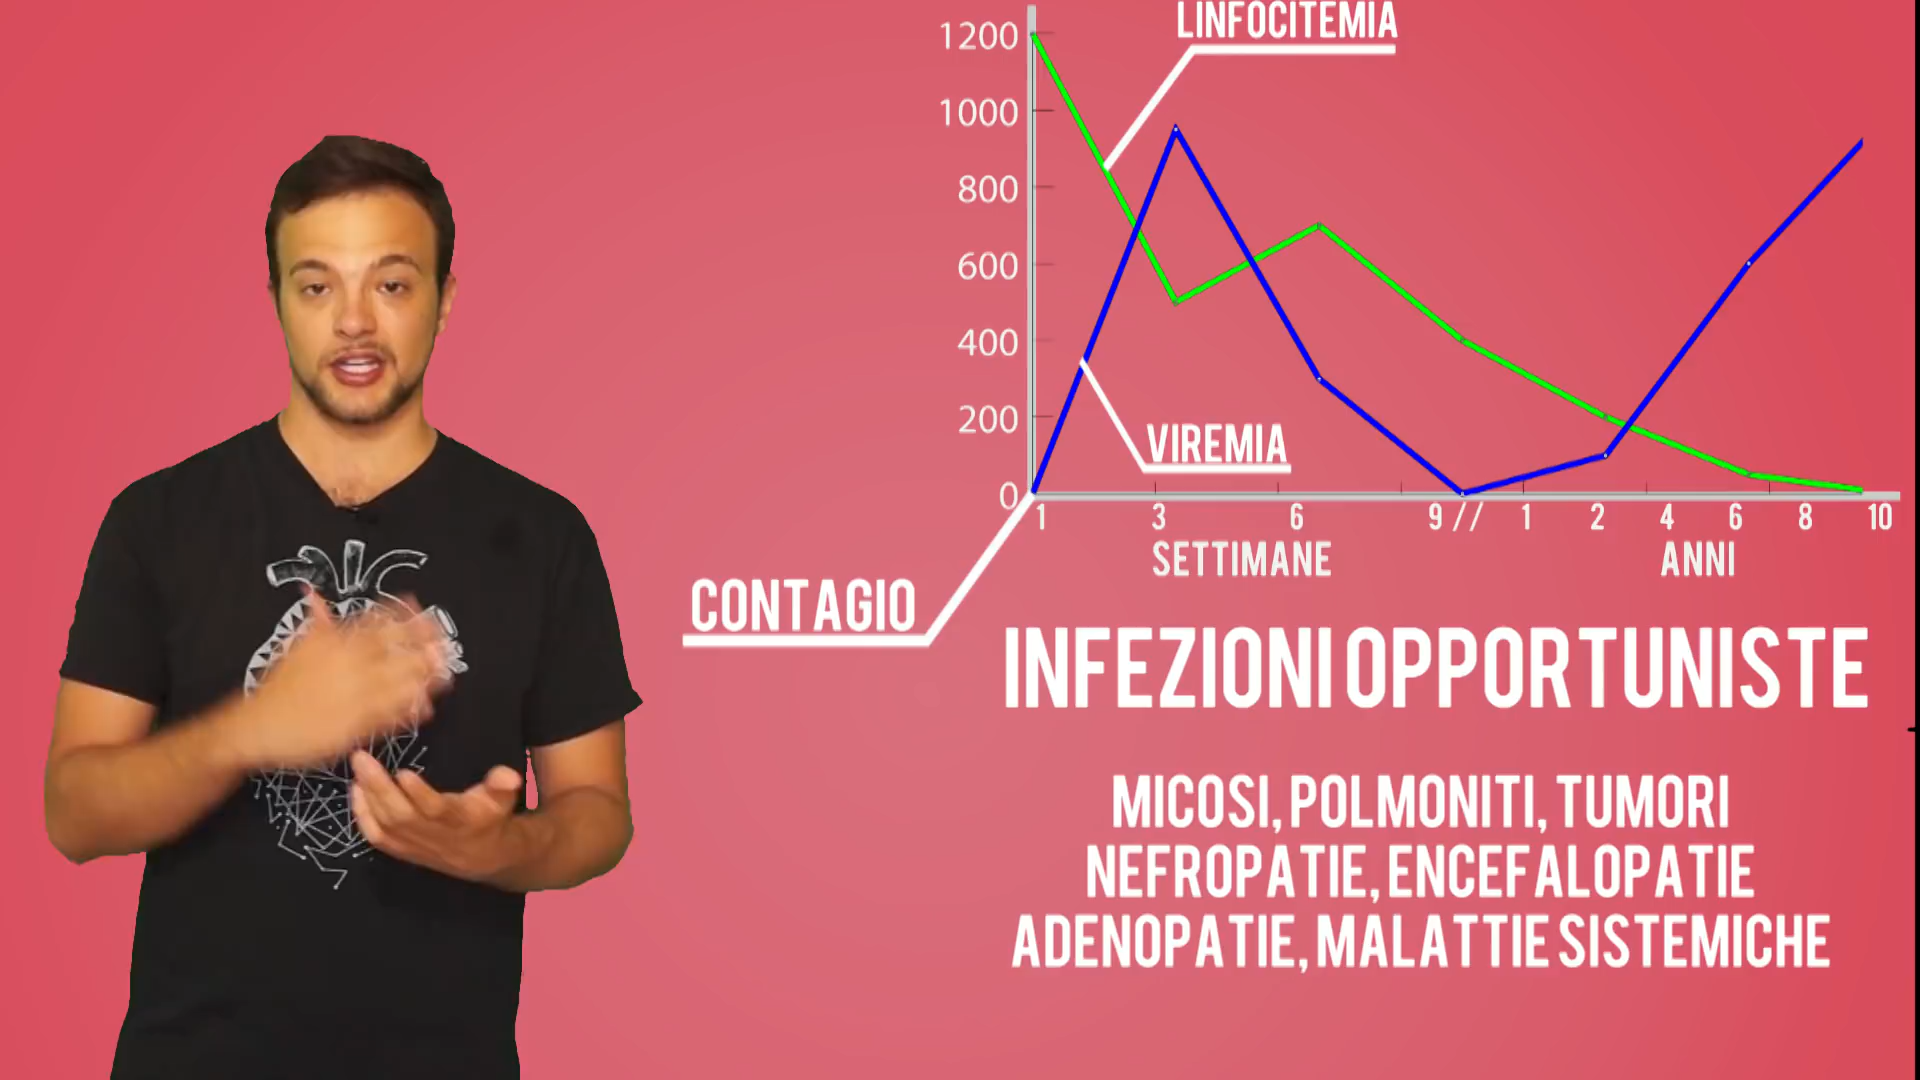 LINFOCITEMIA
1200
1000
800
600
400
200
0
VIREMIA
1 3 6 9 // 1 2 4 6 8 10
SETTIMANE ANNI
CONTAGIO
INFEZIONI OPPORTUNISTE
MICOSI, POLMONITI, TUMORI
NEFROPATIE, ENCEFALOPATIE
ADENOPATIE, MALATTIE SISTEMICHE